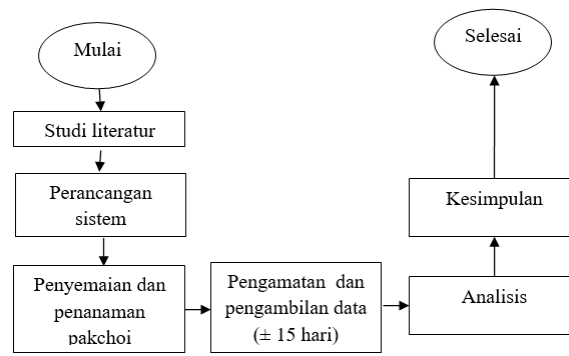 Mulai
Studi literatur
Perancangan
sistem
Penyemaian dan
penanaman
pakchoi
Pengamatan dan
pengambilan data
(± 15 hari)
Analisis
Kesimpulan
Selesai